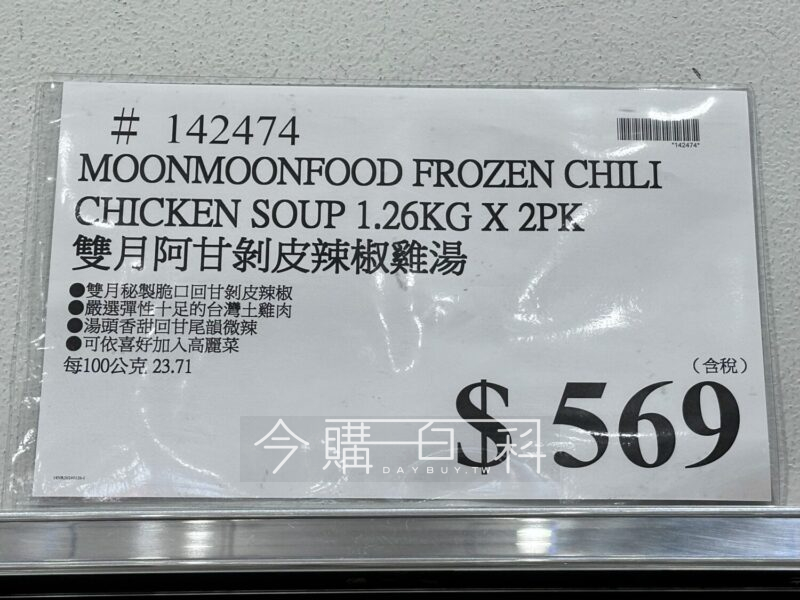 # 142474
*142474*
MOONMOONFOOD FROZEN CHILI
CHICKEN SOUP 1.26KG X 2PK
雙月阿甘剝皮辣椒雞湯
●雙月秘製脆口回甘剝皮辣椒
●嚴選彈性十足的台灣土雞肉
●湯頭香甜回甘尾韻微辣
●可依喜好加入高麗菜
每100公克 23.71
(含稅)
$ 569
今購百科
DAYBUY.TW